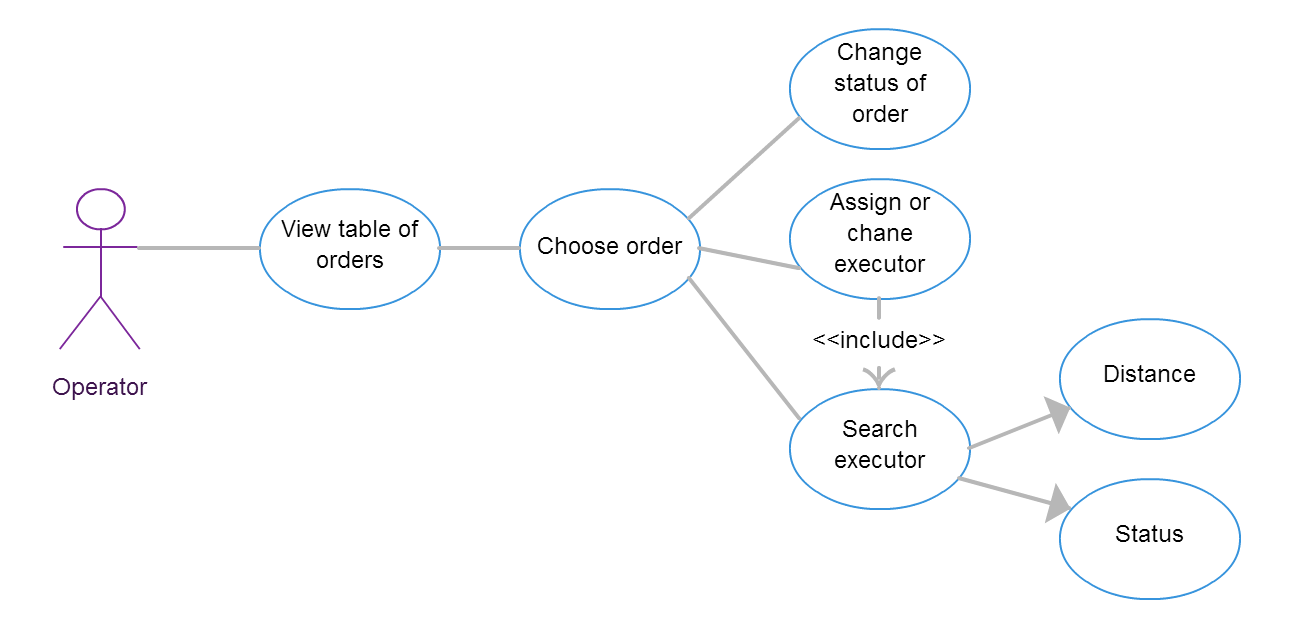 Change
status of
order
Assign or
chane
executor
View table of
orders
Choose order
<<include>>
Operator
Search
executor
Distance
Status